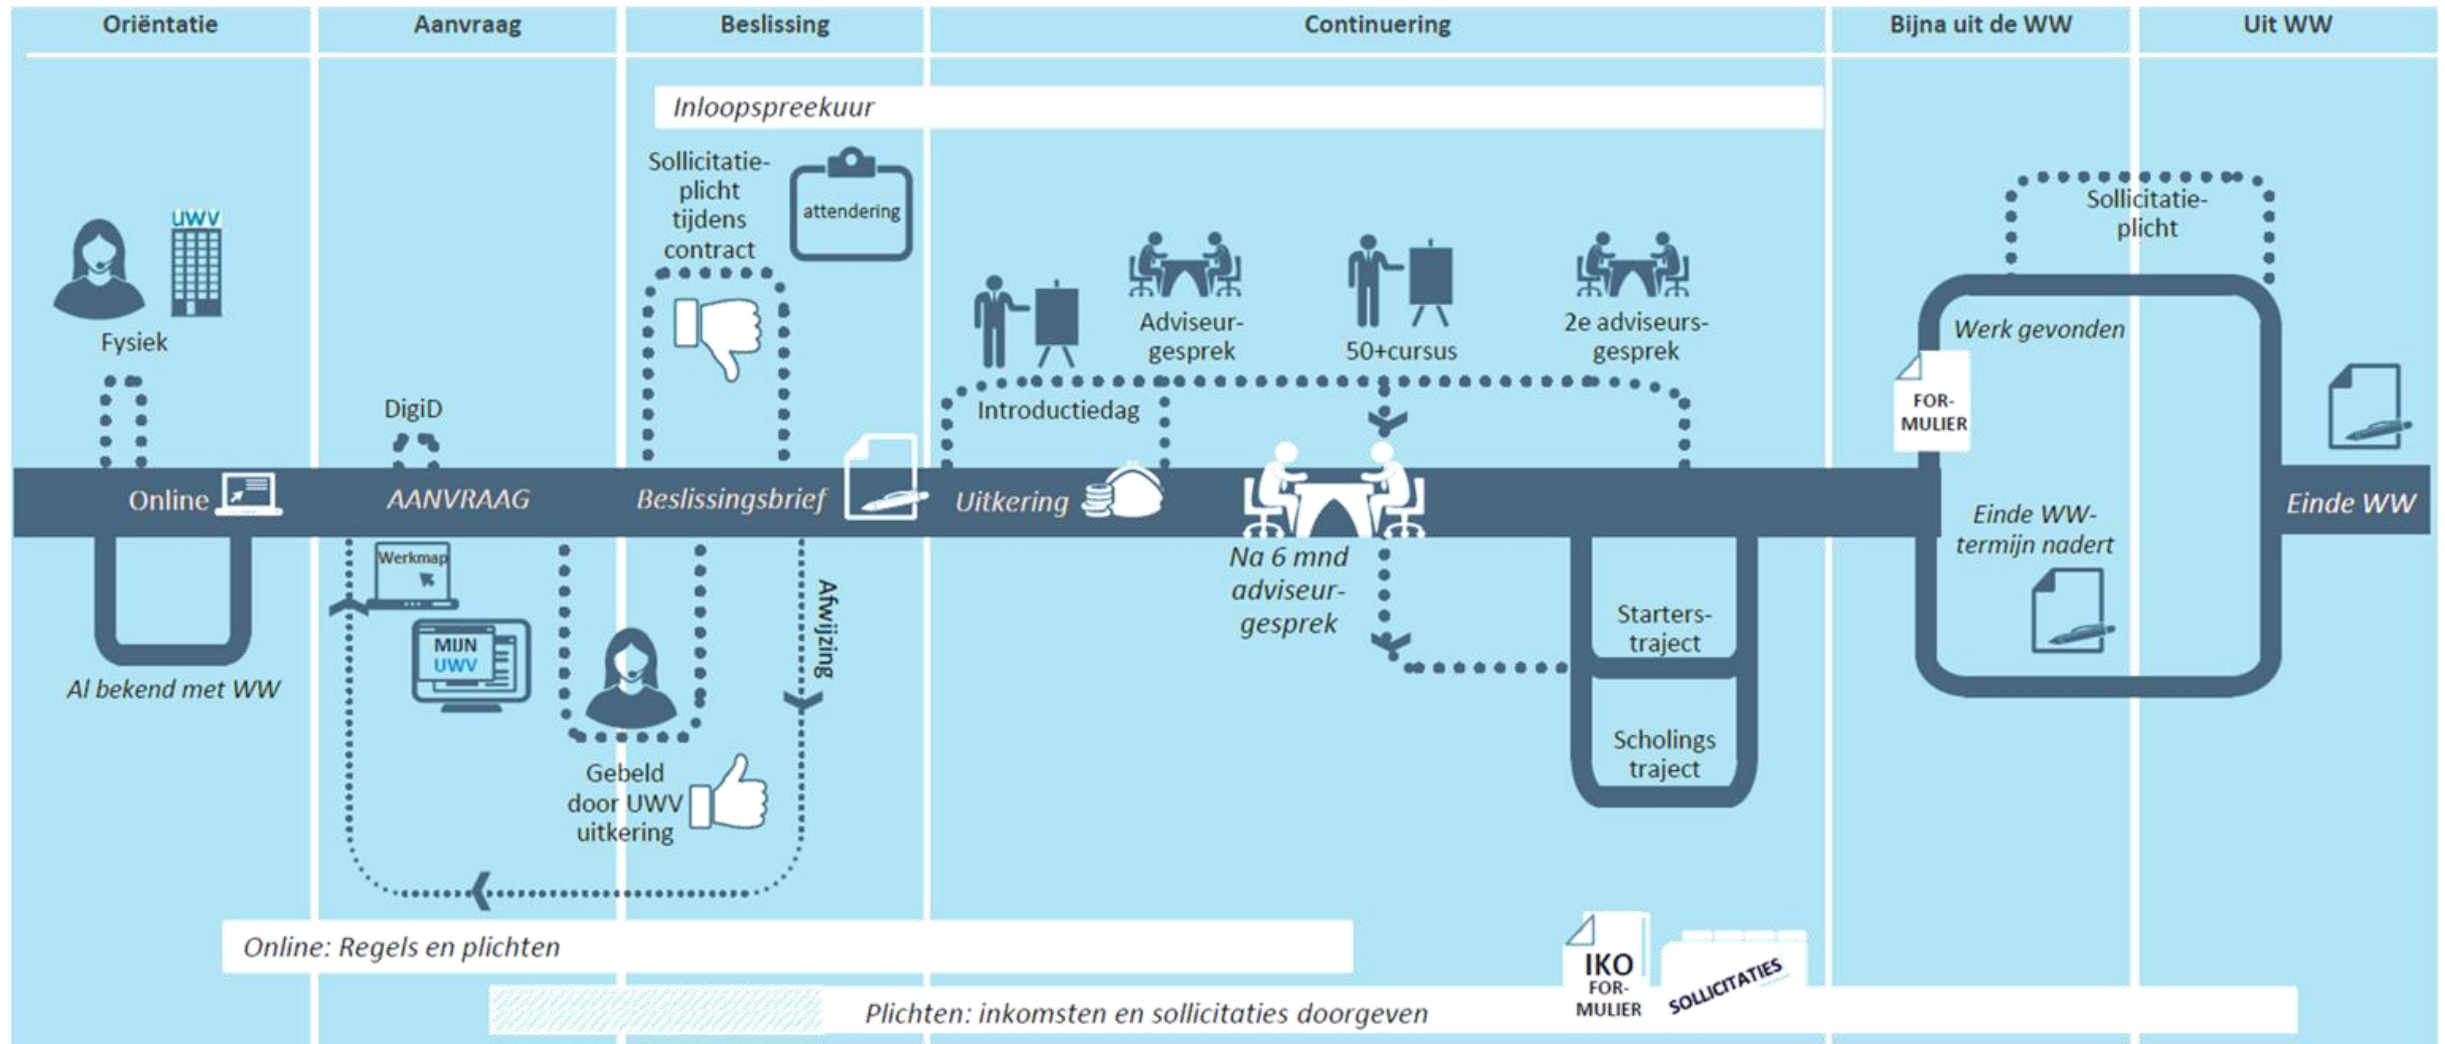 Oriëntatie
Aanvraag
Beslissing
Continuering
Bijna uit de WW
Uit WW
Inloopspreekuur
Sollicitatie-
plicht
tijdens
contract
attendering
UWV
Fysiek
DigiD
Adviseur-
gesprek
50+cursus
2e adviseurs-
gesprek
Introductiedag
Sollicitatie-
plicht
Werk gevonden
FOR-
MULIER
Online
AANVRAAG
Beslissingsbrief
Uitkering
Einde WW
Einde WW-
termijn nadert
Na 6 mnd
adviseur-
gesprek
Werkmap
MIJN
UWV
Afwijzing
Al bekend met WW
Gebeld
door UWV
uitkering
Starters-
traject
Scholings
traject
Online: Regels en plichten
IKO
FOR-
MULIER
SOLLICITATIES
Plichten: inkomsten en sollicitaties doorgeven